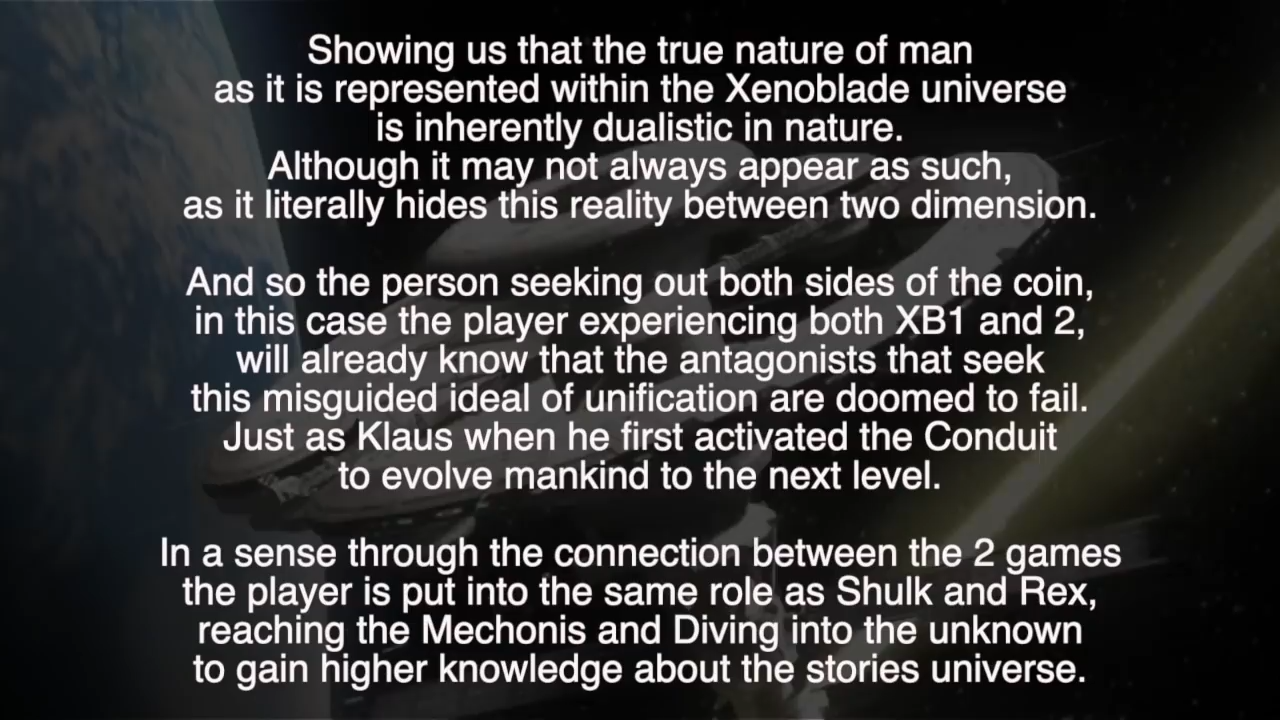 Showing us that the true nature of man
as it is represented within the Xenoblade universe
is inherently dualistic in nature.
Although it may not always appear as such,
as it literally hides this reality between two dimension.
And so the person seeking out both sides of the coin,
in this case the player experiencing both XB1 and 2,
will already know that the antagonists that seek
this misguided ideal of unification are doomed to fail.
Just as Klaus when he first activated the Conduit
to evolve mankind to the next level.
In a sense through the connection between the 2 games
the player is put into the same role as Shulk and Rex,
reaching the Mechonis and Diving into the unknown
to gain higher knowledge about the stories universe.